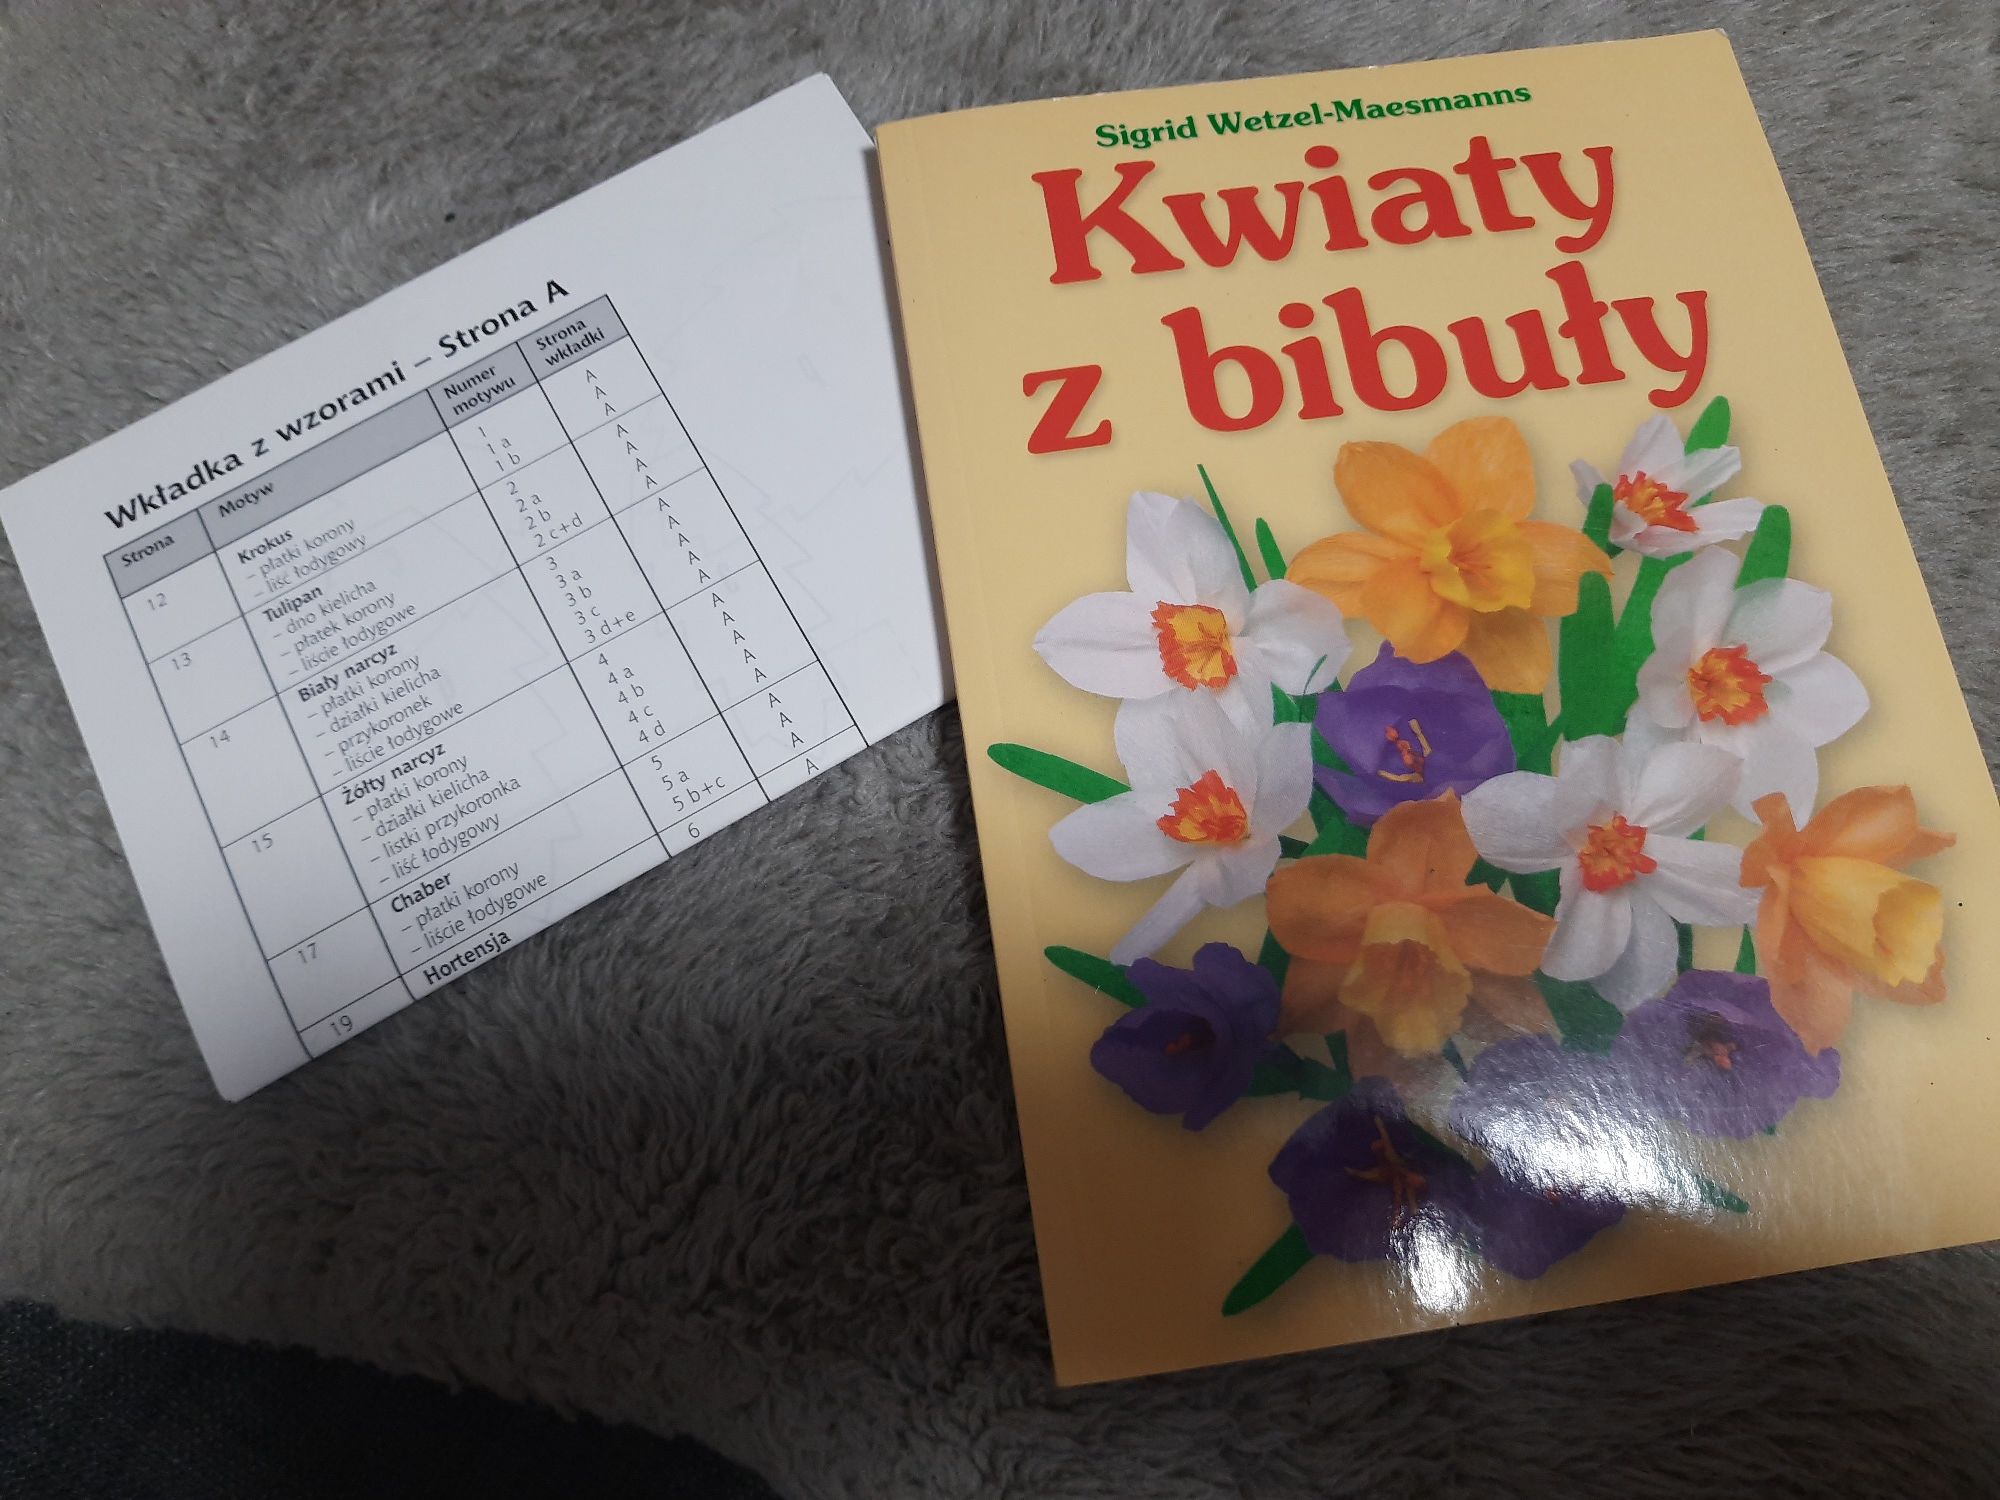 Wkładka z wzorami – Strona A
Strona Motyw Numer motywu Strona wkładki
12 Krokus 1 A
– płatki korony 1 a A
– liść łodygowy 1 b A
13 Tulipan 2 A
– dno kielicha 2 a A
– płatek korony 2 b A
– liście łodygowe 2 c+d A
14 Biały narcyz 3 A
– płatki korony 3 a A
– działki kielicha 3 b A
– przykoronek 3 c A
– liście łodygowe 3 d+e A
15 Żółty narcyz 4 A
– płatki korony 4 a A
– działki kielicha 4 b A
– listki przykoronka 4 c A
– liść łodygowy 4 d A
17 Chaber 5 A
– płatki korony 5 a A
– liście łodygowe 5 b+c A
19 Hortensja 6 A
Sigrid Wetzel-Maesmanns
Kwiaty
z bibuły